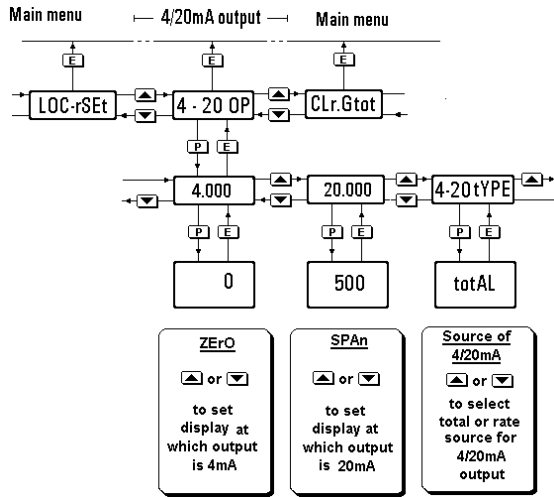 Main menu
4/20mA output
Main menu
E
E
E
LOC-rSEt
4 - 20 OP
CLr.Gtot
P
E
4.000
20.000
4-20tYPE
P
E
P
E
P
E
0
500
totAL
ZErO
or
to set
display at
which output
is 4mA
SPAn
or
to set
display at
which output
is 20mA
Source of
4/20mA
or
to select
total or rate
source for
4/20mA
output